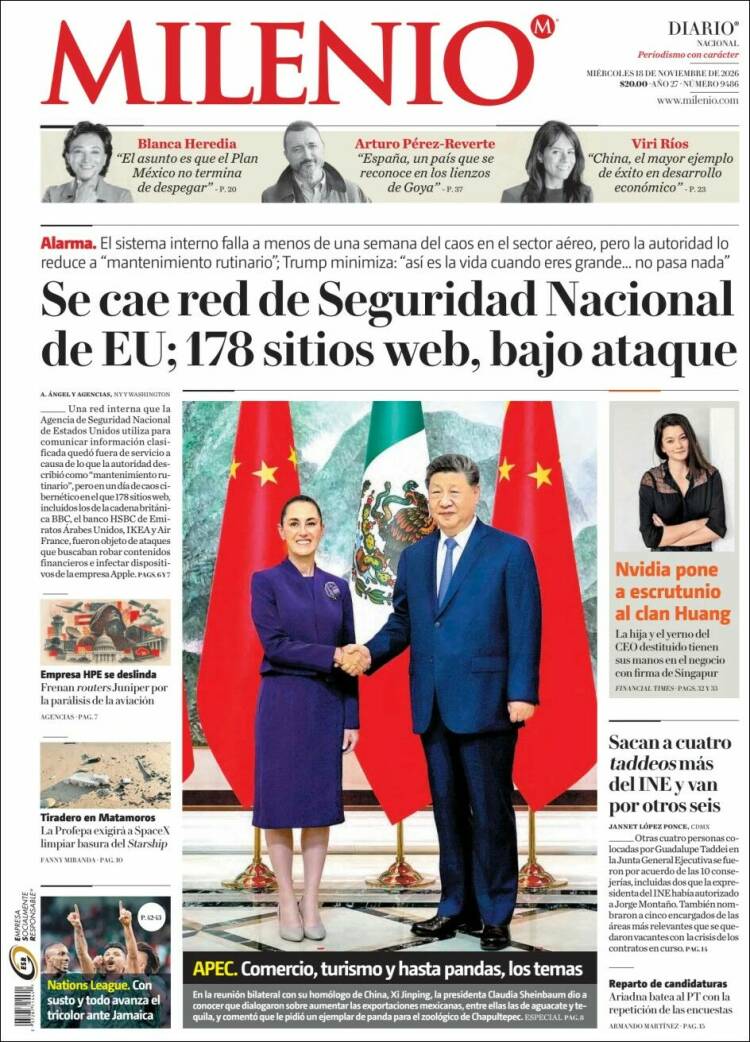 MILENIO
M
DIARIO®
NACIONAL
Periodismo con carácter
MIÉRCOLES 18 DE NOVIEMBRE DE 2026
$20.00 - AÑO 27 - NÚMERO 9486
www.milenio.com
Blanca Heredia
“El asunto es que el Plan
México no termina
de despegar” - P. 20
Arturo Pérez-Reverte
“España, un país que se
reconoce en los lienzos
de Goya” - P. 37
Viri Ríos
“China, el mayor ejemplo
de éxito en desarrollo
económico” - P. 23
Alarma. El sistema interno falla a menos de una semana del caos en el sector aéreo, pero la autoridad lo
reduce a “mantenimiento rutinario”; Trump minimiza: “así es la vida cuando eres grande... no pasa nada”
Se cae red de Seguridad Nacional
de EU; 178 sitios web, bajo ataque
A. ÁNGEL Y AGENCIAS, NY Y WASHINGTON
Una red interna que la
Agencia de Seguridad Nacional
de Estados Unidos utiliza para
comunicar información clasi-
ficada quedó fuera de servicio a
causa de lo que la autoridad des-
cribió como “mantenimiento ru-
tinario”, pero en un día de caos ci-
bernético en el que 178 sitios web,
incluidos los de la cadena británi-
ca BBC, el banco HSBC de Emi-
ratos Árabes Unidos, IKEA y Air
France, fueron objeto de ataques
que buscaban robar contenidos
financieros e infectar dispositi-
vos de la empresa Apple. PAGS. 6 Y 7
Empresa HPE se deslinda
Frenan routers Juniper por
la parálisis de la aviación
AGENCIAS - PAG. 7
Tiradero en Matamoros
La Profepa exigirá a SpaceX
limpiar basura del Starship
FANNY MIRANDA - PAG. 10
P. 42-43
Nations League. Con
susto y todo avanza el
tricolor ante Jamaica
EMPRESA
SOCIALMENTE
RESPONSABLE®
ESR
APEC. Comercio, turismo y hasta pandas, los temas
En la reunión bilateral con su homólogo de China, Xi Jinping, la presidenta Claudia Sheinbaum dio a
conocer que dialogaron sobre aumentar las exportaciones mexicanas, entre ellas las de aguacate y te-
quila, y comentó que le pidió un ejemplar de panda para el zoológico de Chapultepec. ESPECIAL PAG. 8
Nvidia pone
a escrutinio
al clan Huang
La hija y el yerno del
CEO destituido tienen
sus manos en el negocio
con firma de Singapur
FINANCIAL TIMES - PAGS. 32 Y 33
Sacan a cuatro
taddeos más
del INE y van
por otros seis
JANNET LÓPEZ PONCE, CDMX
Otras cuatro personas co-
locadas por Guadalupe Taddei en
la Junta General Ejecutiva se fue-
ron por acuerdo de las 10 conse-
jerías, incluidas dos que la expre-
sidenta del INE había autorizado
a Jorge Montaño. También nom-
braron a cinco encargados de las
áreas más relevantes que se que-
daron vacantes con la crisis de los
contratos en curso. PAG. 14
Reparto de candidaturas
Ariadna batea al PT con la
repetición de las encuestas
ARMANDO MARTÍNEZ - PAG. 15